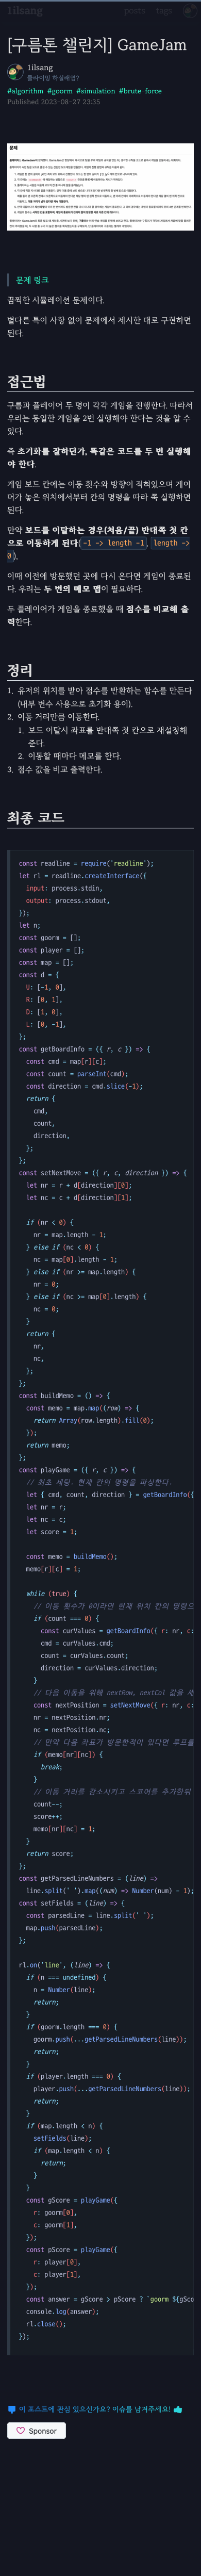 1ilsang
posts tags
[구름톤 챌린지] GameJam
1ilsang
클라이밍 하실래염?
#algorithm #goorm #simulation #brute-force
Published 2023-08-27 23:35
문제
문제 링크
끔찍한 시뮬레이션 문제이다.
별다른 특이 사항 없이 문제에서 제시한 대로 구현하면
된다.
접근법
구름과 플레이어 두 명이 각각 게임을 진행한다. 따라서
우리는 동일한 게임을 2번 실행해야 한다는 것을 알 수
있다.
즉 초기화를 잘하던가, 똑같은 코드를 두 번 실행해
야 한다.
게임 보드 칸에는 이동 횟수와 방향이 적혀있으며 게이
머가 놓은 위치에서부터 칸의 명령을 따라 쭉 실행하면
된다.
만약 보드를 이탈하는 경우(처음/끝) 반대쪽 첫 칸
으로 이동하게 된다( -1 -> length -1 , length ->
0 ).
이때 이전에 방문했던 곳에 다시 온다면 게임이 종료된
다. 우리는 두 번의 메모 맵이 필요하다.
두 플레이어가 게임을 종료했을 때 점수를 비교해 출
력한다.
정리
1. 유저의 위치를 받아 점수를 반환하는 함수를 만든다
(내부 변수 사용으로 초기화 용이).
2. 이동 거리만큼 이동한다.
1. 보드 이탈시 좌표를 반대쪽 첫 칸으로 재설정해
준다.
2. 이동할 때마다 메모를 한다.
3. 점수 값을 비교 출력한다.
최종 코드
const readline = require('readline');
let rl = readline.createInterface({
input: process.stdin,
output: process.stdout,
});
let n;
const goorm = [];
const player = [];
const map = [];
const d = {
U: [-1, 0],
R: [0, 1],
D: [1, 0],
L: [0, -1],
};
const getBoardInfo = ({ r, c }) => {
const cmd = map[r][c];
const count = parseInt(cmd);
const direction = cmd.slice(-1);
return {
cmd,
count,
direction,
};
};
const setNextMove = ({ r, c, direction }) => {
let nr = r + d[direction][0];
let nc = c + d[direction][1];
if (nr < 0) {
nr = map.length - 1;
} else if (nc < 0) {
nc = map[0].length - 1;
} else if (nr >= map.length) {
nr = 0;
} else if (nc >= map[0].length) {
nc = 0;
}
return {
nr,
nc,
};
};
const buildMemo = () => {
const memo = map.map((row) => {
return Array(row.length).fill(0);
});
return memo;
};
const playGame = ({ r, c }) => {
// 최초 세팅. 현재 칸의 명령을 파싱한다.
let { cmd, count, direction } = getBoardInfo({
let nr = r;
let nc = c;
let score = 1;
const memo = buildMemo();
memo[r][c] = 1;
while (true) {
// 이동 횟수가 0이라면 현재 위치 칸의 명령으
if (count === 0) {
const curValues = getBoardInfo({ r: nr, c:
cmd = curValues.cmd;
count = curValues.count;
direction = curValues.direction;
}
// 다음 이동을 위해 nextRow, nextCol 값을 세
const nextPosition = setNextMove({ r: nr, c:
nr = nextPosition.nr;
nc = nextPosition.nc;
// 만약 다음 좌표가 방문한적이 있다면 루프를
if (memo[nr][nc]) {
break;
}
// 이동 거리를 감소시키고 스코어를 추가한뒤
count--;
score++;
memo[nr][nc] = 1;
}
return score;
};
const getParsedLineNumbers = (line) =>
line.split(' ').map((num) => Number(num) - 1);
const setFields = (line) => {
const parsedLine = line.split(' ');
map.push(parsedLine);
};
rl.on('line', (line) => {
if (n === undefined) {
n = Number(line);
return;
}
if (goorm.length === 0) {
goorm.push(...getParsedLineNumbers(line));
return;
}
if (player.length === 0) {
player.push(...getParsedLineNumbers(line));
return;
}
if (map.length < n) {
setFields(line);
if (map.length < n) {
return;
}
}
const gScore = playGame({
r: goorm[0],
c: goorm[1],
});
const pScore = playGame({
r: player[0],
c: player[1],
});
const answer = gScore > pScore ? `goorm ${gSco
console.log(answer);
rl.close();
});
이 포스트에 관심 있으신가요? 이슈를 남겨주세요!
Sponsor